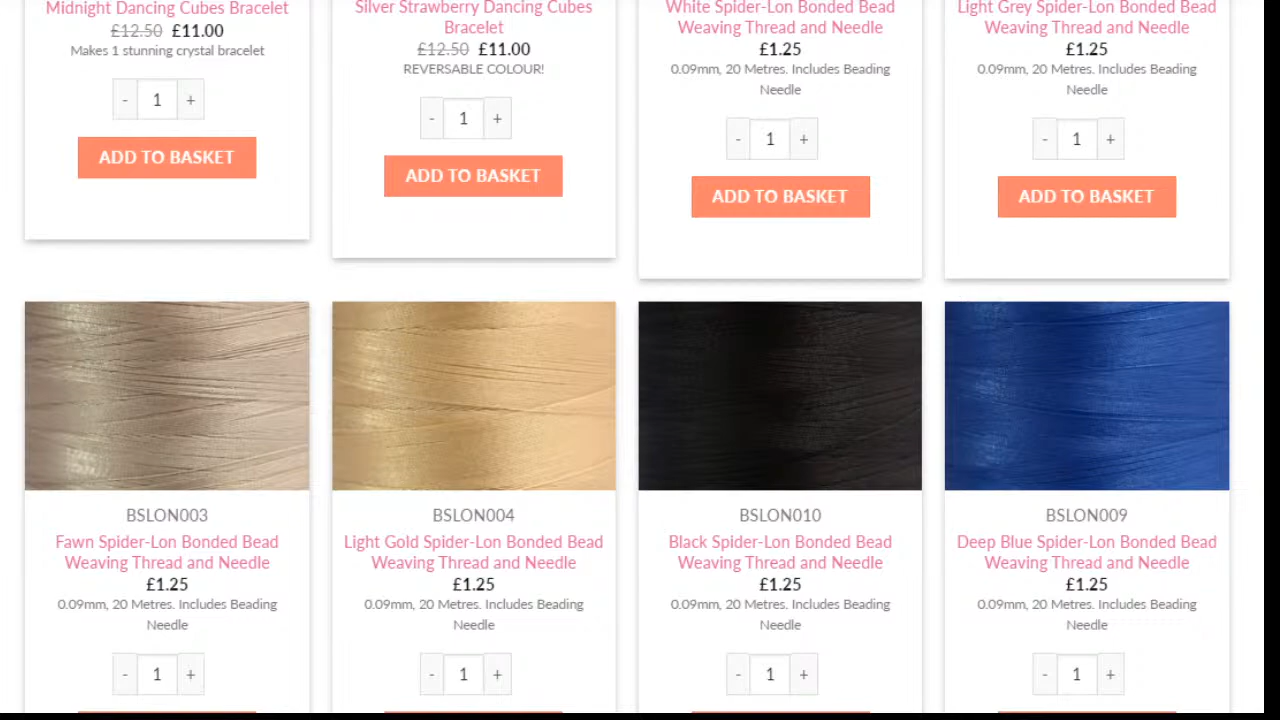 Midnight Dancing Cubes Bracelet
£12.50 £11.00
Makes 1 stunning crystal bracelet
- 1 +
ADD TO BASKET
Silver Strawberry Dancing Cubes
Bracelet
£12.50 £11.00
REVERSABLE COLOUR!
- 1 +
ADD TO BASKET
White Spider-Lon Bonded Bead
Weaving Thread and Needle
£1.25
0.09mm, 20 Metres. Includes Beading
Needle
- 1 +
ADD TO BASKET
Light Grey Spider-Lon Bonded Bead
Weaving Thread and Needle
£1.25
0.09mm, 20 Metres. Includes Beading
Needle
- 1 +
ADD TO BASKET
BSLON003
Fawn Spider-Lon Bonded Bead
Weaving Thread and Needle
£1.25
0.09mm, 20 Metres. Includes Beading
Needle
- 1 +
BSLON004
Light Gold Spider-Lon Bonded Bead
Weaving Thread and Needle
£1.25
0.09mm, 20 Metres. Includes Beading
Needle
- 1 +
BSLON010
Black Spider-Lon Bonded Bead
Weaving Thread and Needle
£1.25
0.09mm, 20 Metres. Includes Beading
Needle
- 1 +
BSLON009
Deep Blue Spider-Lon Bonded Bead
Weaving Thread and Needle
£1.25
0.09mm, 20 Metres. Includes Beading
Needle
- 1 +